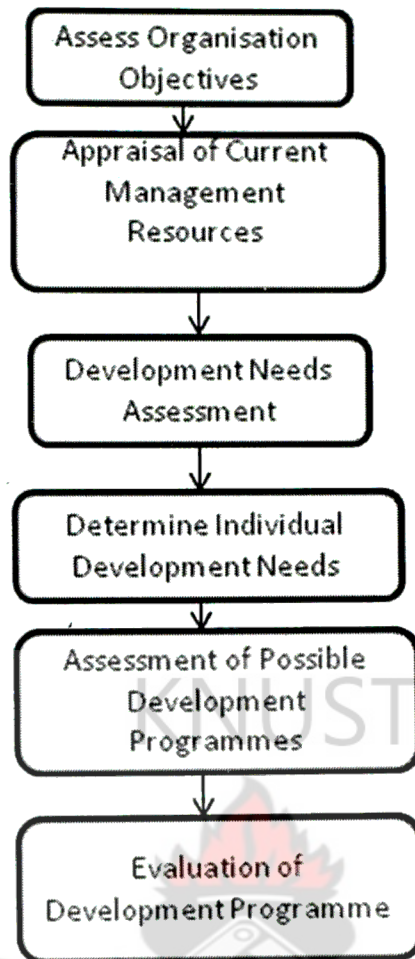 Assess Organisation
Objectives
Appraisal of Current
Management
Resources
Development Needs
Assessment
Determine Individual
Development Needs
Assessment of Possible
Development
KNUST
Programmes
Evaluation of
Development Programme